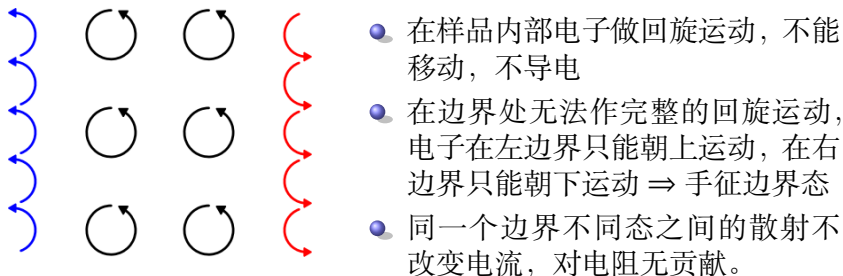 在样品内部电子做回旋运动，不能
移动，不导电
在边界处无法作完整的回旋运动，
电子在左边界只能朝上运动，在右
边界只能朝下运动 ⇒ 手征边界态
同一个边界不同态之间的散射不
改变电流，对电阻无贡献。